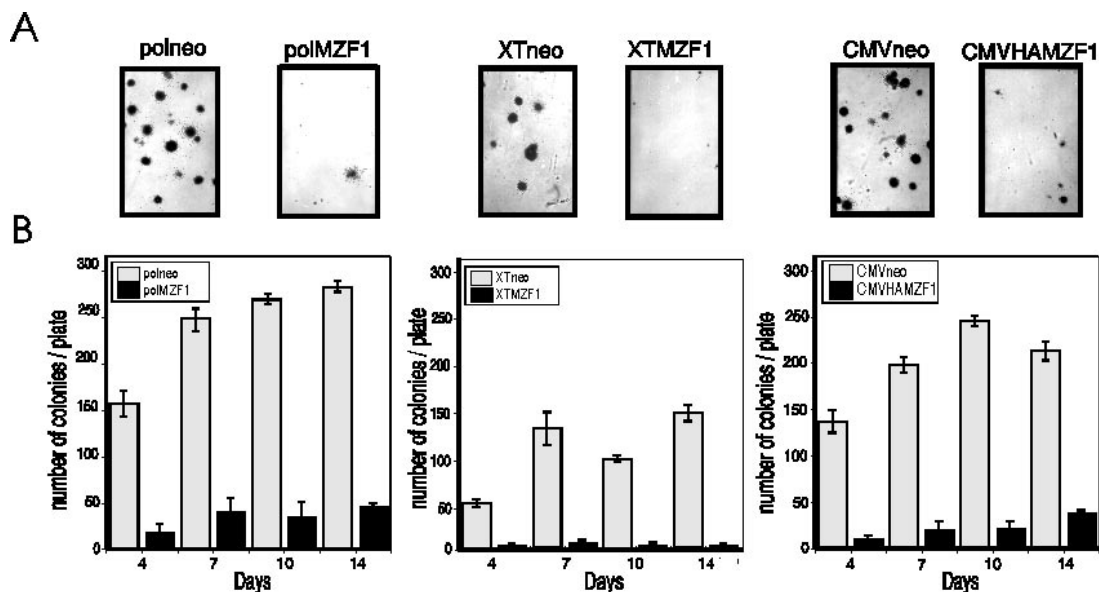 A
polneo polMZF1 XTneo XTMZF1 CMVneo CMVHAMZF1
B
number of colonies / plate
300
250
200
150
100
50
0
polneo
polMZF1
4 7 10 14
Days
number of colonies / plate
300
250
200
150
100
50
0
XTneo
XTMZF1
4 7 10 14
Days
number of colonies / plate
300
250
200
150
100
50
0
CMVneo
CMVHAMZF1
4 7 10 14
Days